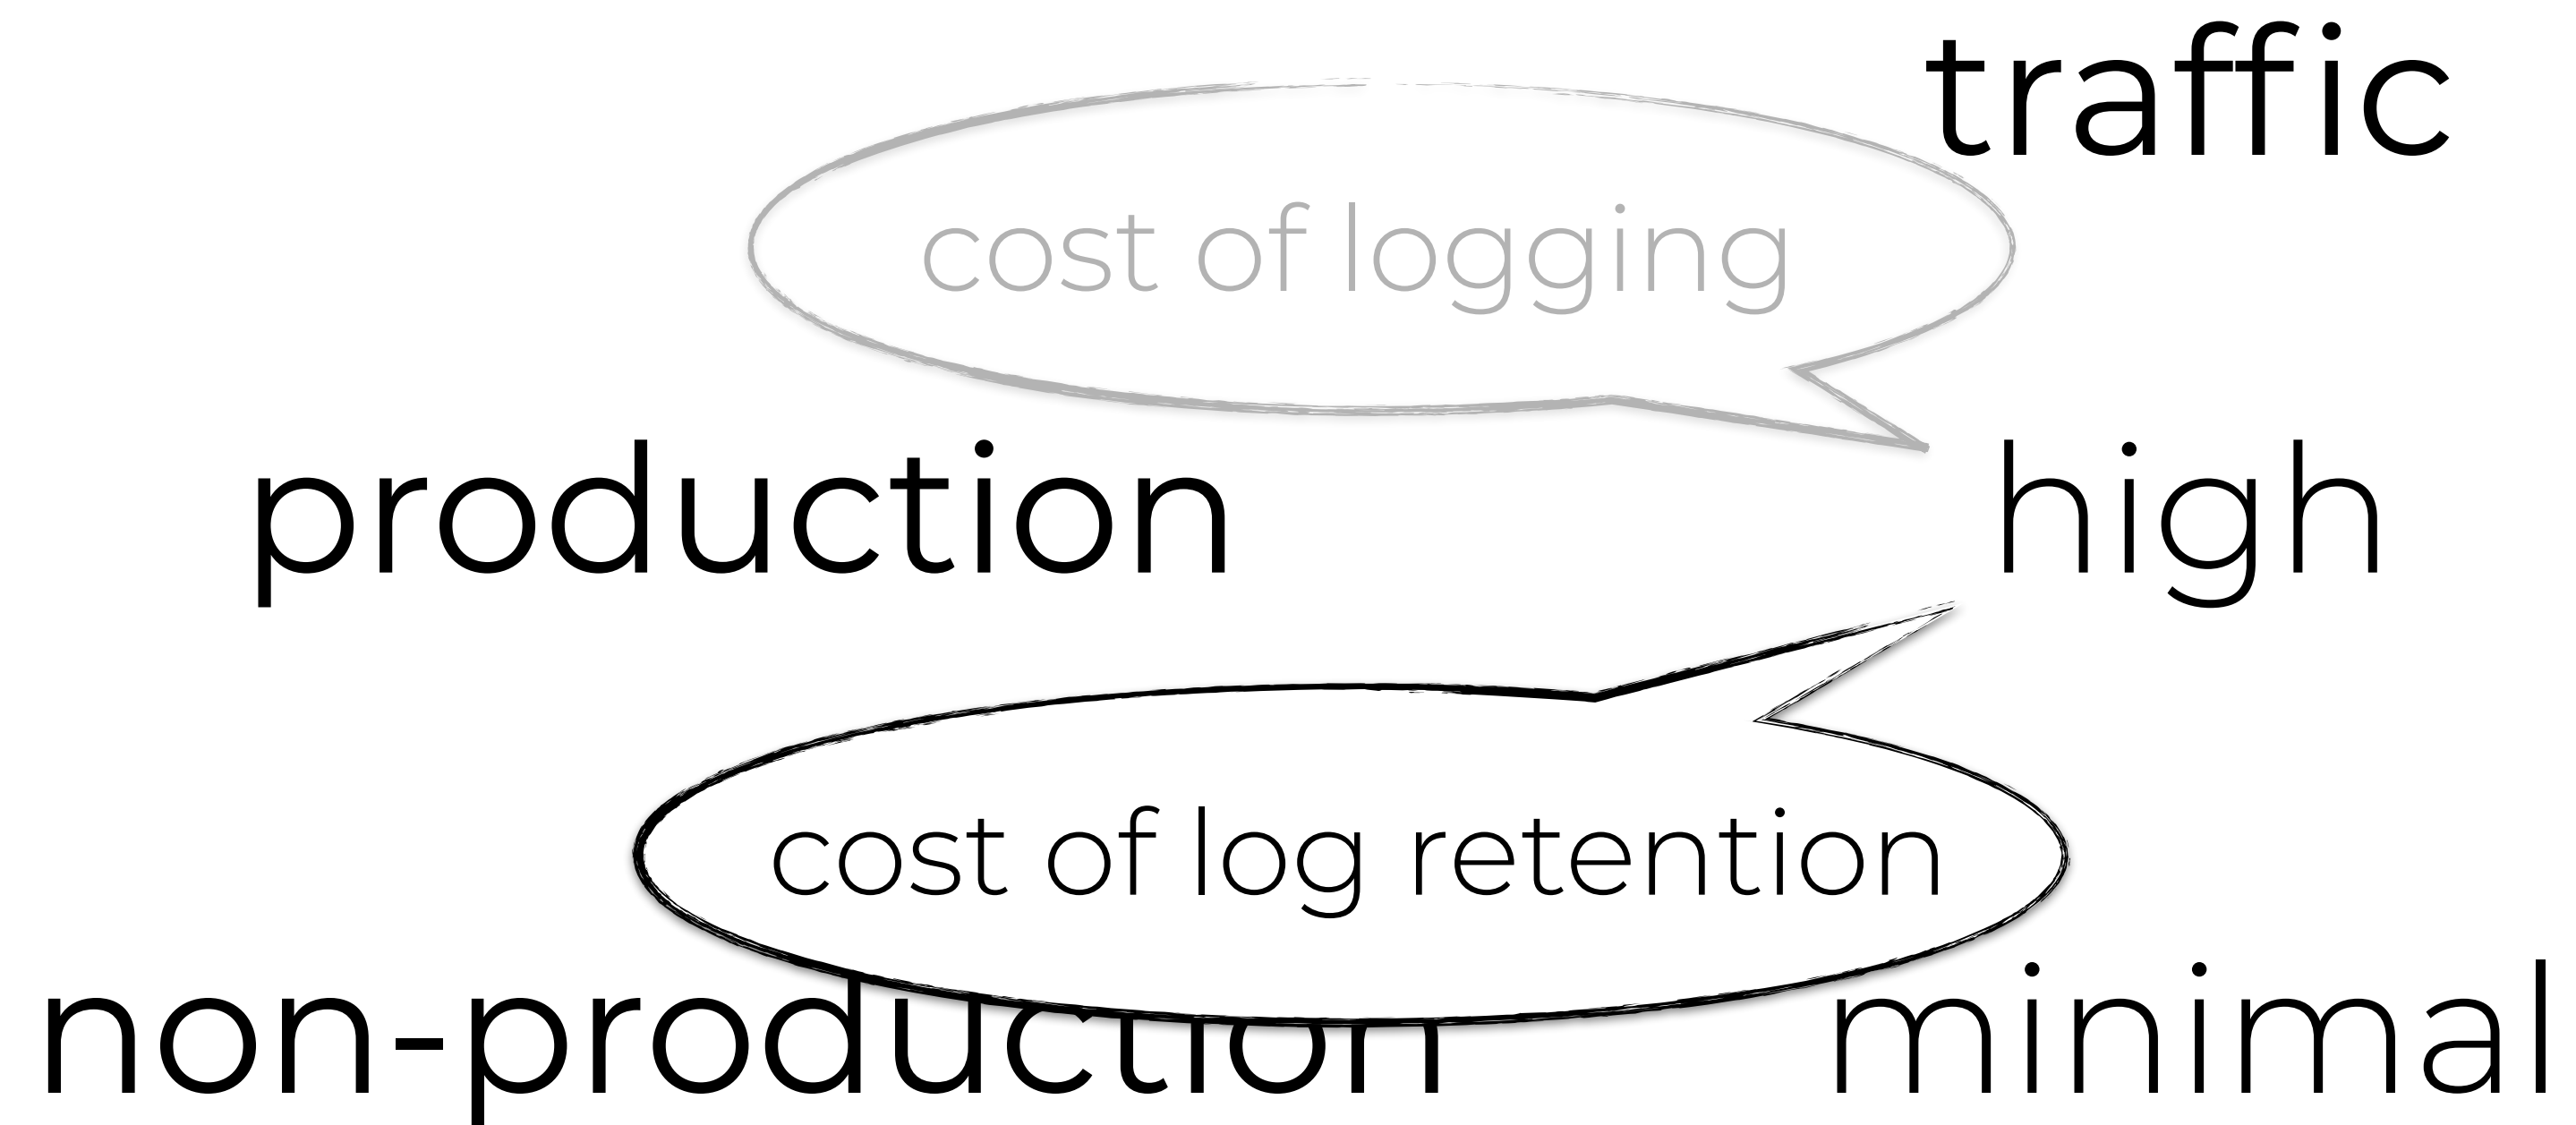 traffic
cost of logging
production high
cost of log retention
non-production minimal